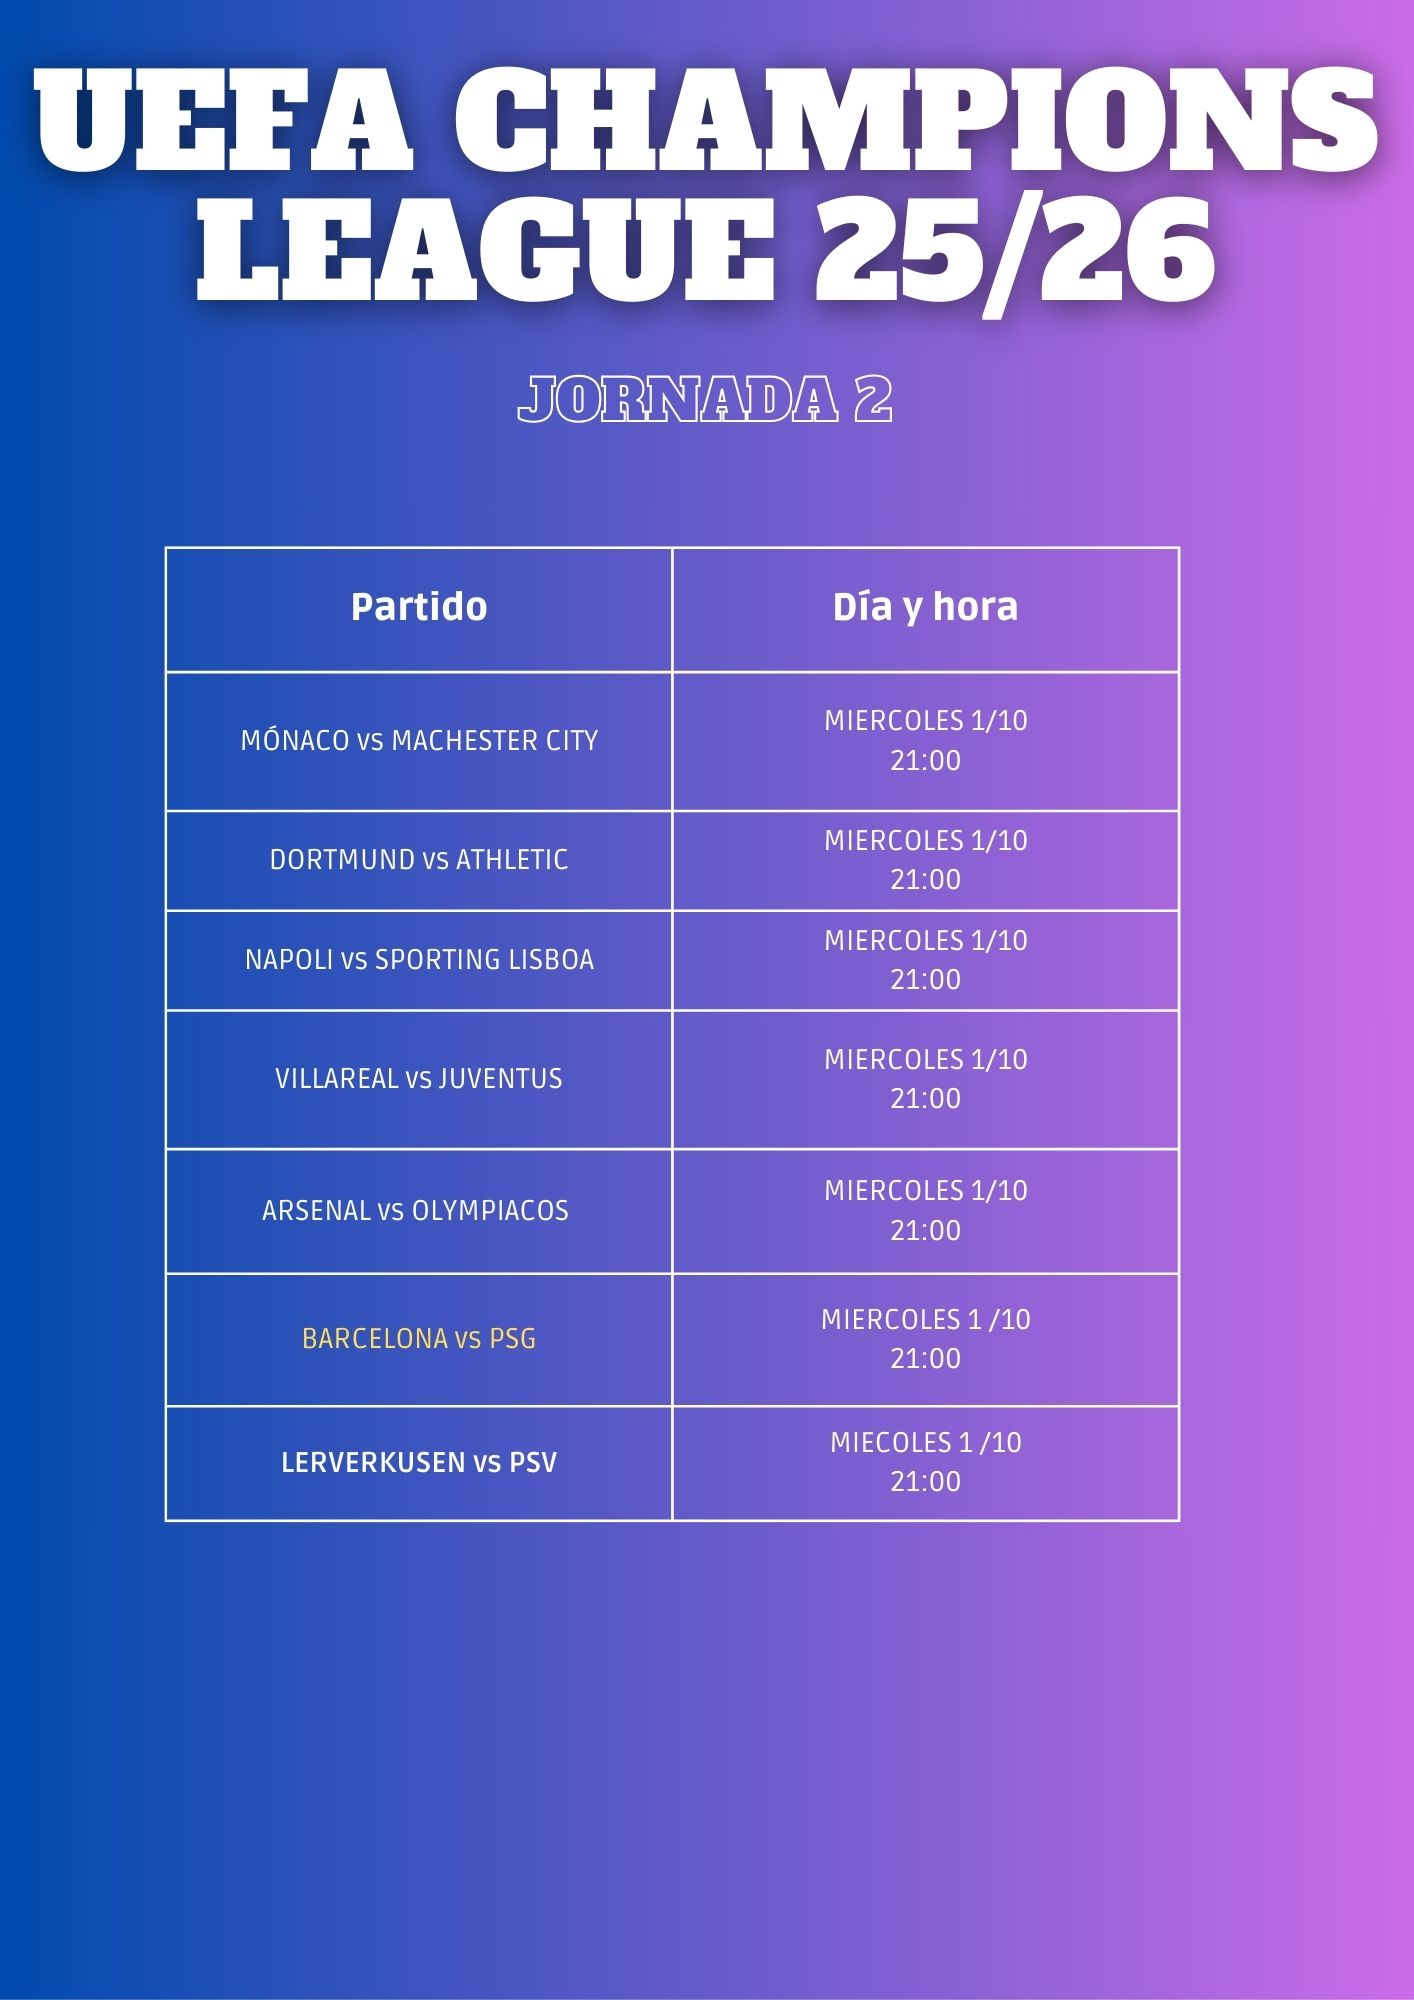 UEFA CHAMPIONS
LEAGUE 25/26
JORNADA 2
Partido
Día y hora
MÓNACO vs MACHESTER CITY
MIERCOLES 1/10
21:00
DORTMUND vs ATHLETIC
MIERCOLES 1/10
21:00
NAPOLI vs SPORTING LISBOA
MIERCOLES 1/10
21:00
VILLAREAL vs JUVENTUS
MIERCOLES 1/10
21:00
ARSENAL vs OLYMPIACOS
MIERCOLES 1/10
21:00
BARCELONA vs PSG
MIERCOLES 1 /10
21:00
LERVERKUSEN vs PSV
MIECOLES 1 /10
21:00